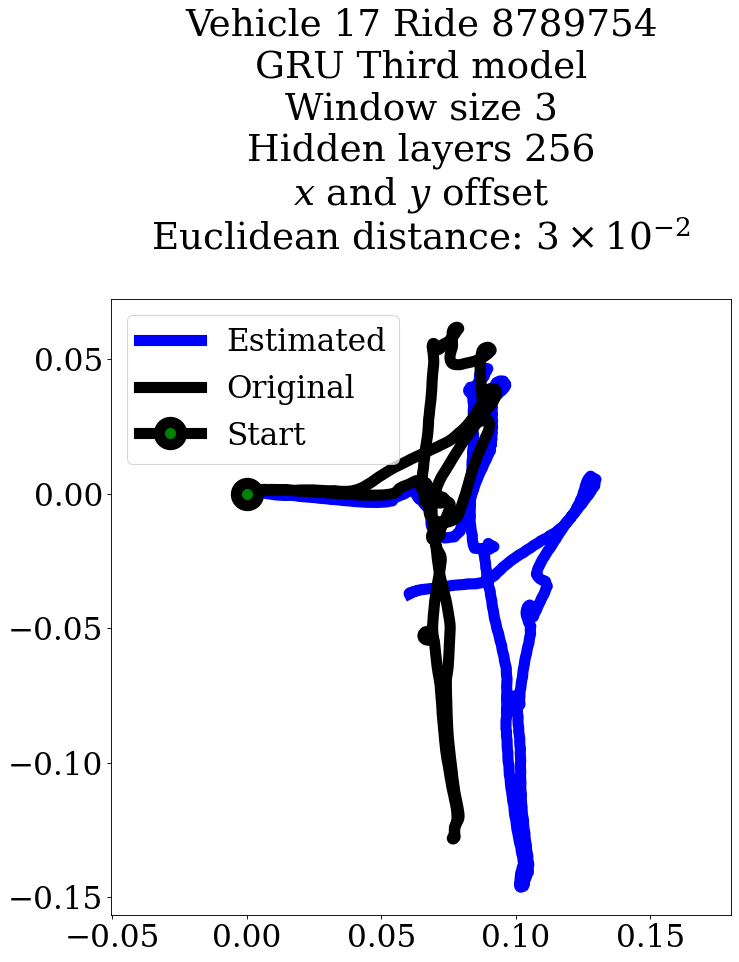 Vehicle 17 Ride 8789754
GRU Third model
Window size 3
Hidden layers 256
x and y offset
Euclidean distance: 3 × 10⁻²
Estimated
Original
Start
0.05
0.00
−0.05
−0.10
−0.15
−0.05 0.00 0.05 0.10 0.15